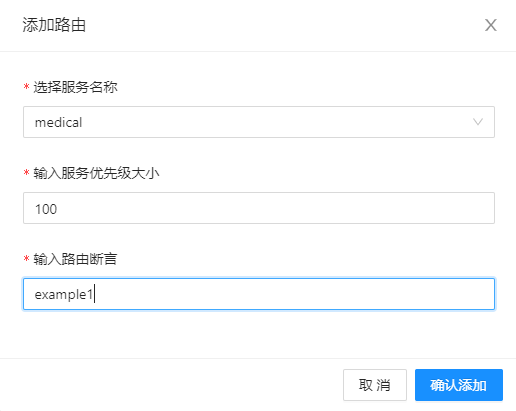 添加路由
* 选择服务名称
medical
* 输入服务优先级大小
100
* 输入路由断言
example1
取 消
确认添加